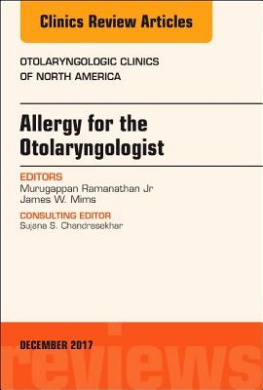 Clinics Review Articles
OTOLARYNGOLOGIC CLINICS
OF NORTH AMERICA
Allergy for the
Otolaryngologist
EDITORS
Murugappan Ramanathan Jr
James W. Mims
CONSULTING EDITOR
Sujana S. Chandrasekhar
DECEMBER 2017
reviews